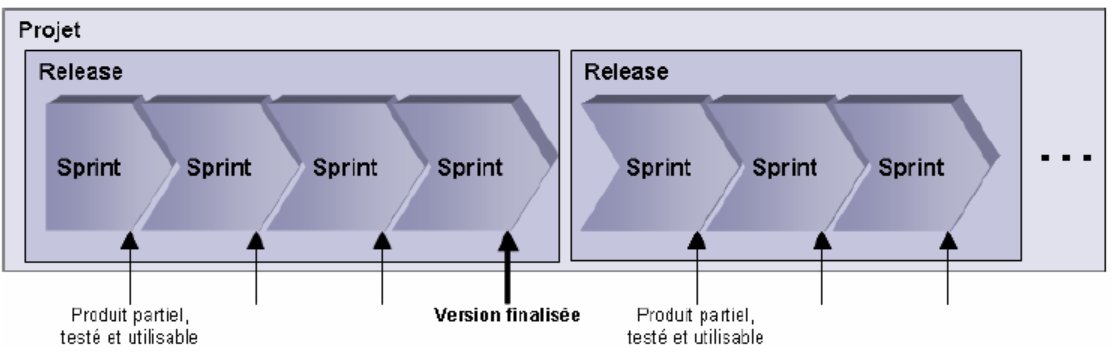 Projet
Release
Release
Sprint Sprint Sprint Sprint
Sprint Sprint Sprint
...
Produit partiel,
testé et utilisable
Version finalisée
Produit partiel,
testé et utilisable